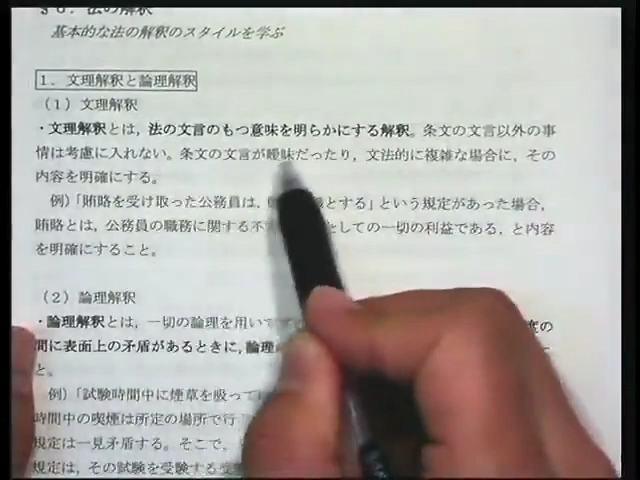 §6．法の解釈
基本的な法の解釈のスタイルを学ぶ
１．文理解釈と論理解釈
（1）文理解釈
・文理解釈とは，法の文言のもつ意味を明らかにする解釈。条文の文言以外の事
情は考慮に入れない。条文の文言が曖昧だったり，文法的に複雑な場合に，その
内容を明確にする。
例）「賄賂を受け取った公務員は， とする」という規定があった場合，
賄賂とは，公務員の職務に関する不 としての一切の利益である，と内容
を明確にすること。
（2）論理解釈
・論理解釈とは，一切の論理を用いて 度の
間に表面上の矛盾があるときに，論理
と。
例）「試験時間中に煙草を吸って
時間中の喫煙は所定の場所で行
規定は一見矛盾する。そこで，
規定は，その試験を受験する受